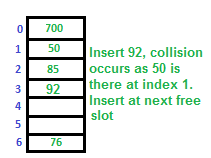 0 700
1 50
2 85
3 92
4
5
6 76
Insert 92, collision
occurs as 50 is
there at index 1.
Insert at next free
slot